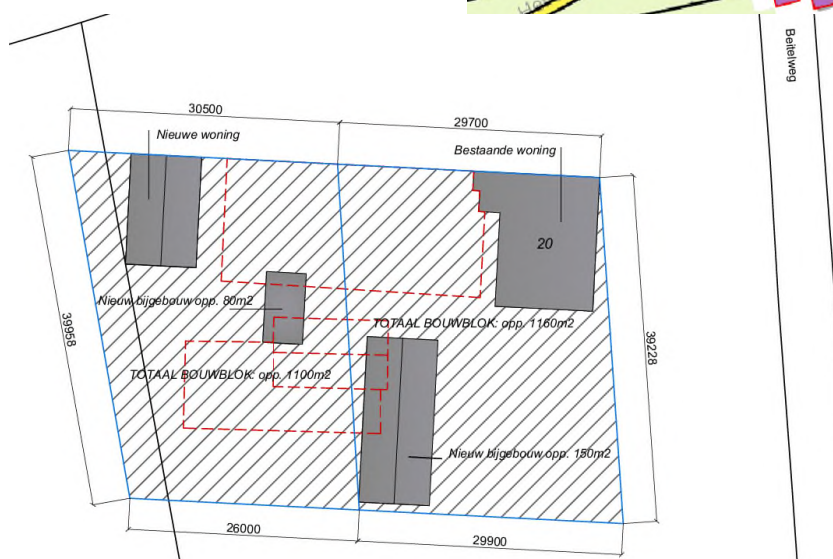 Beitelweg
30500
29700
Nieuwe woning
Bestaande woning
20
Nieuw bijgebouw opp. 80m2
TOTAAL BOUWBLOK: opp. 1160m2
39958
39228
TOTAAL BOUWBLOK: opp. 1100m2
Nieuw bijgebouw opp. 150m2
26000
29900